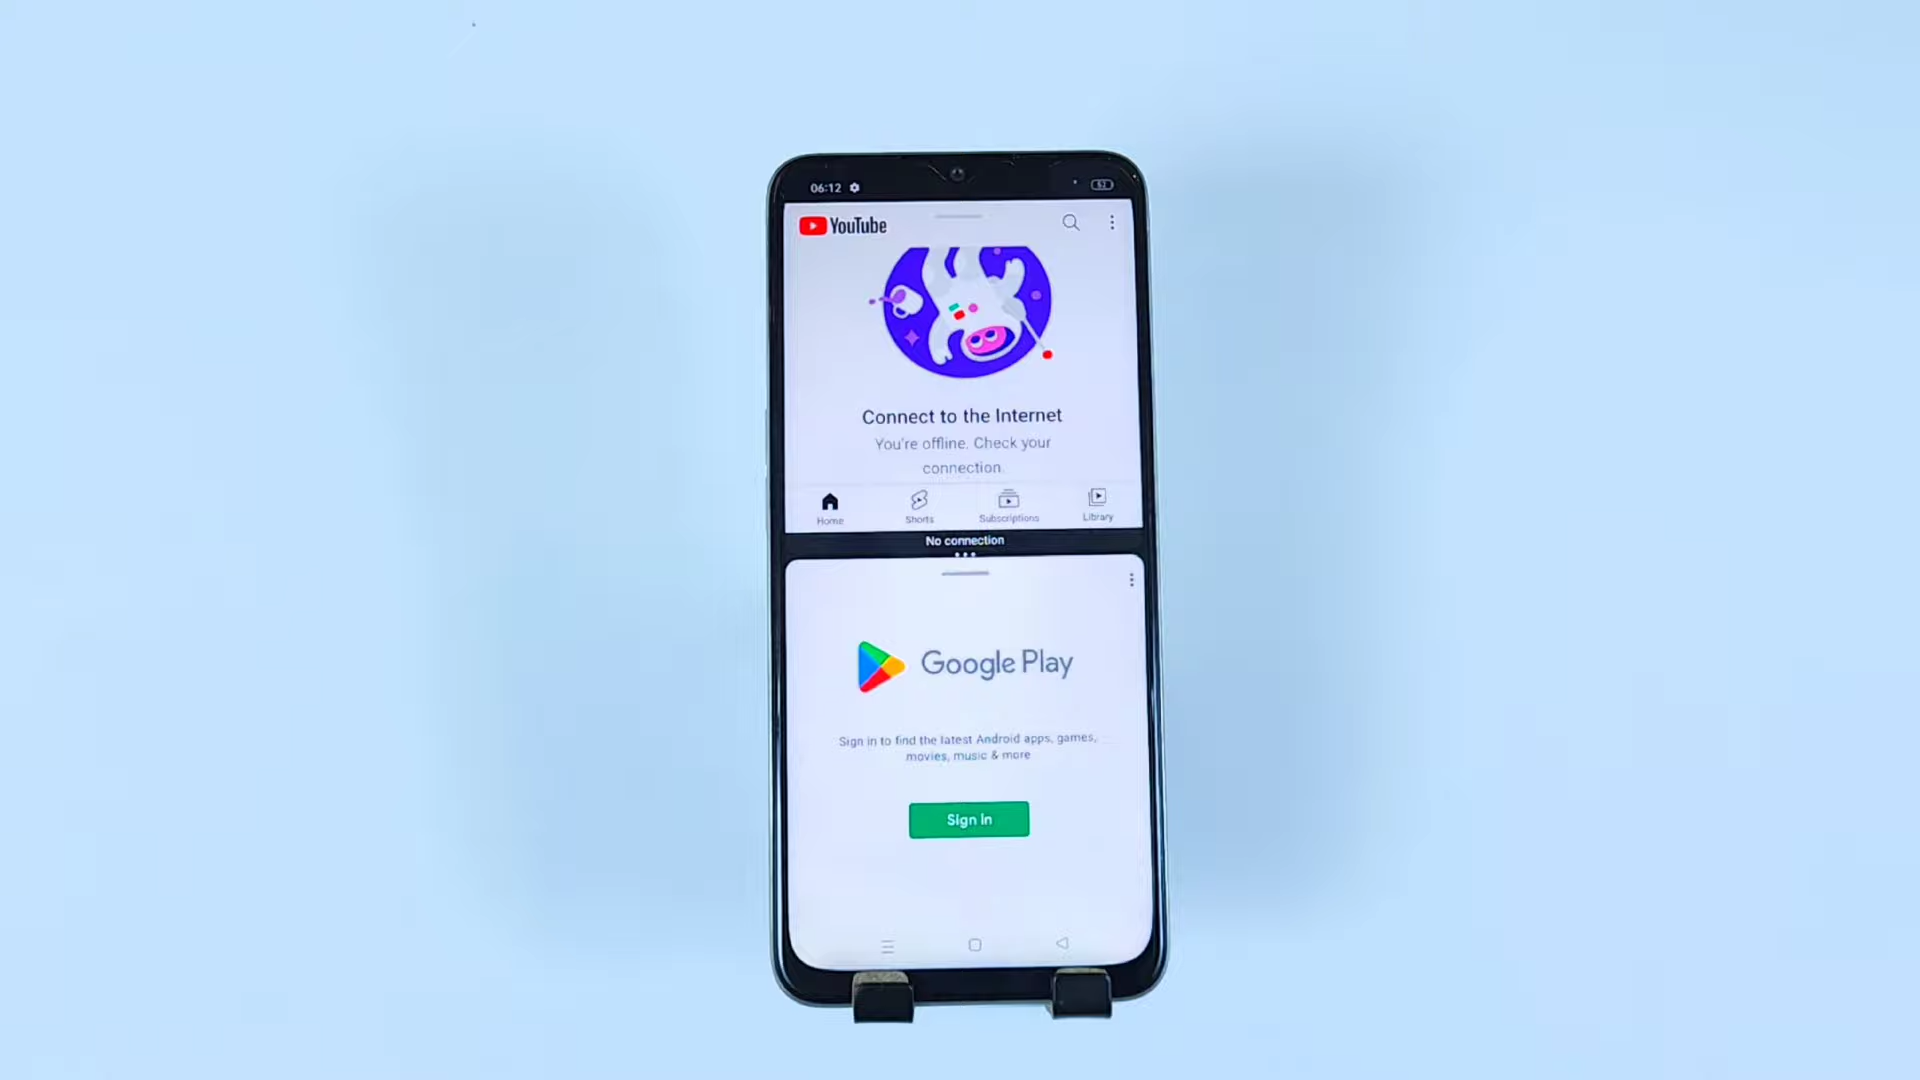 06:12
YouTube
Connect to the Internet
You're offline. Check your
connection.
Home Shorts Subscriptions Library
No connection
Google Play
Sign in to find the latest Android apps, games,
movies, music & more
Sign in